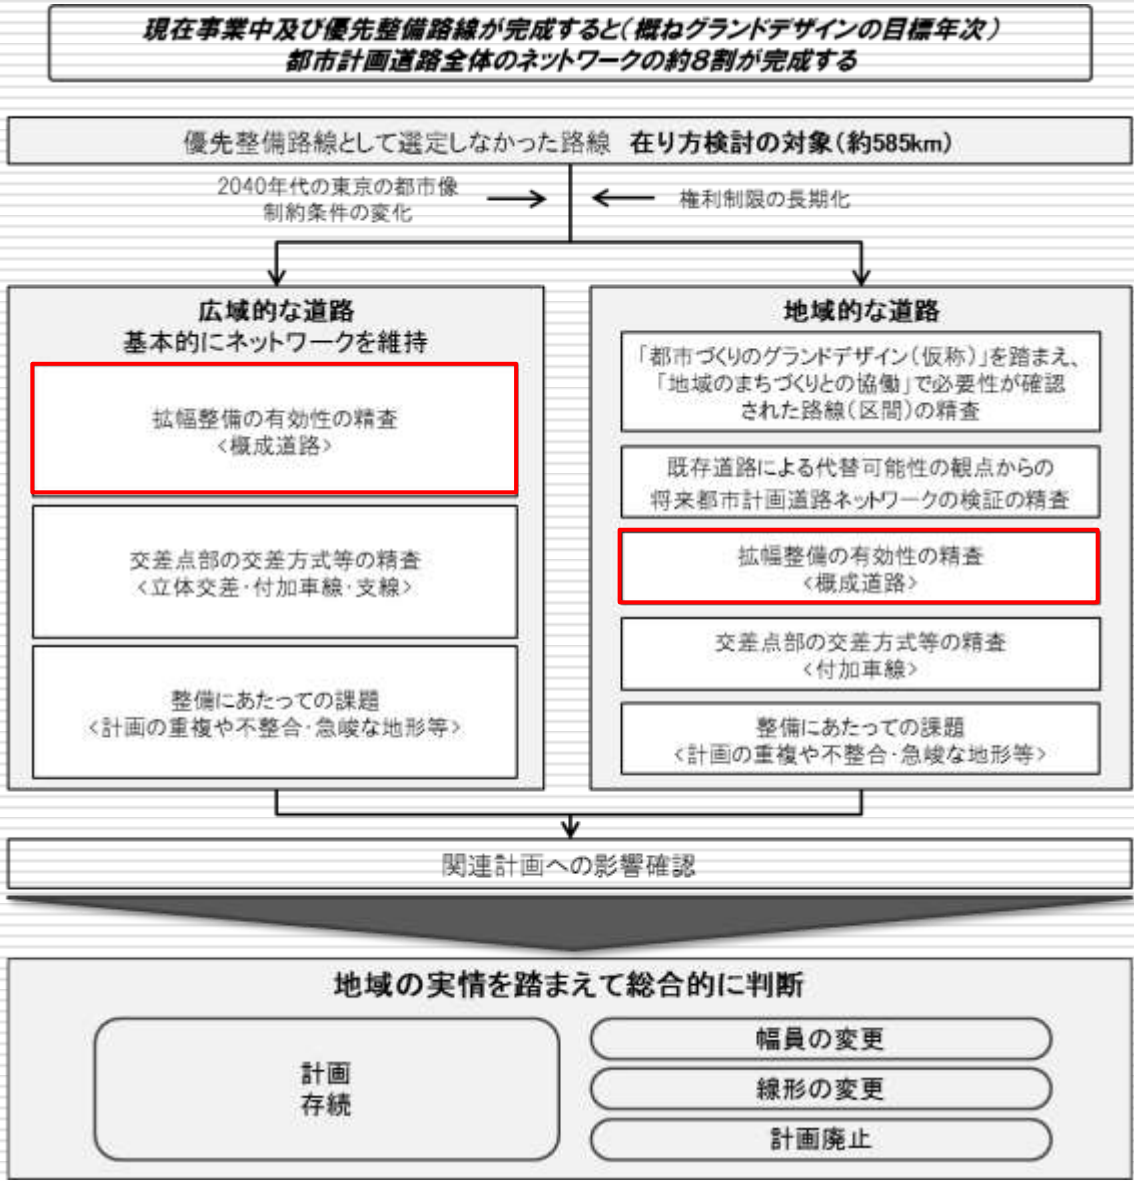 現在事業中及び優先整備路線が完成すると（概ねグランドデザインの目標年次）
都市計画道路全体のネットワークの約８割が完成する
優先整備路線として選定しなかった路線　在り方検討の対象（約585km）
2040年代の東京の都市像
制約条件の変化
権利制限の長期化
広域的な道路
基本的にネットワークを維持
拡幅整備の有効性の精査
<概成道路>
交差点部の交差方式等の精査
<立体交差・付加車線・支線>
整備にあたっての課題
<計画の重複や不整合・急峻な地形等>
地域的な道路
「都市づくりのグランドデザイン（仮称）」を踏まえ、
「地域のまちづくりとの協働」で必要性が確認
された路線（区間）の精査
既存道路による代替可能性の観点からの
将来都市計画道路ネットワークの検証の精査
拡幅整備の有効性の精査
<概成道路>
交差点部の交差方式等の精査
<付加車線>
整備にあたっての課題
<計画の重複や不整合・急峻な地形等>
関連計画への影響確認
地域の実情を踏まえて総合的に判断
計画
存続
幅員の変更
線形の変更
計画廃止